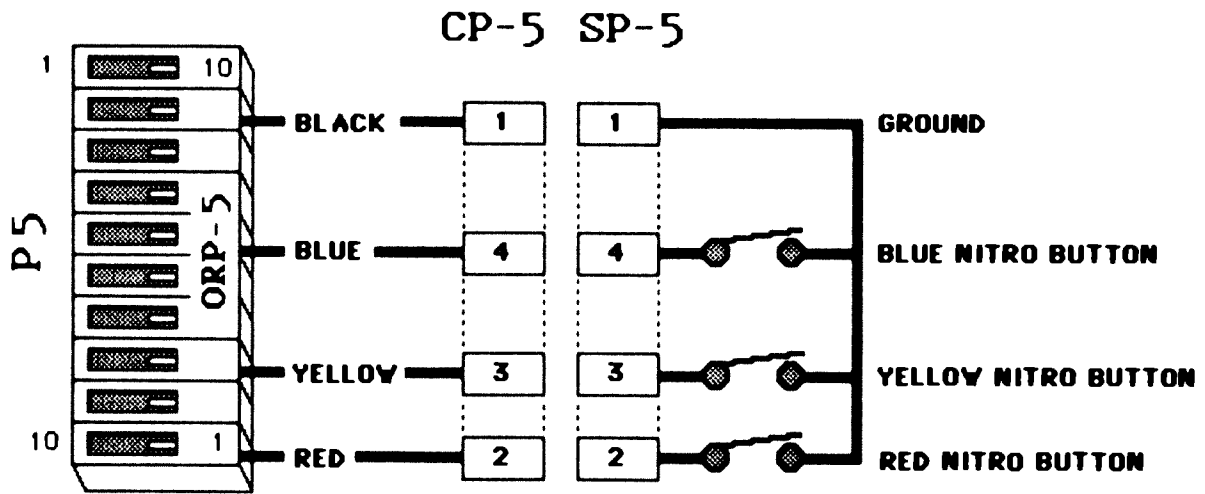 CP-5 SP-5
1 10
BLACK 1 1 GROUND
P5 ORP-5
BLUE 4 4 BLUE NITRO BUTTON
YELLOW 3 3 YELLOW NITRO BUTTON
10 1
RED 2 2 RED NITRO BUTTON